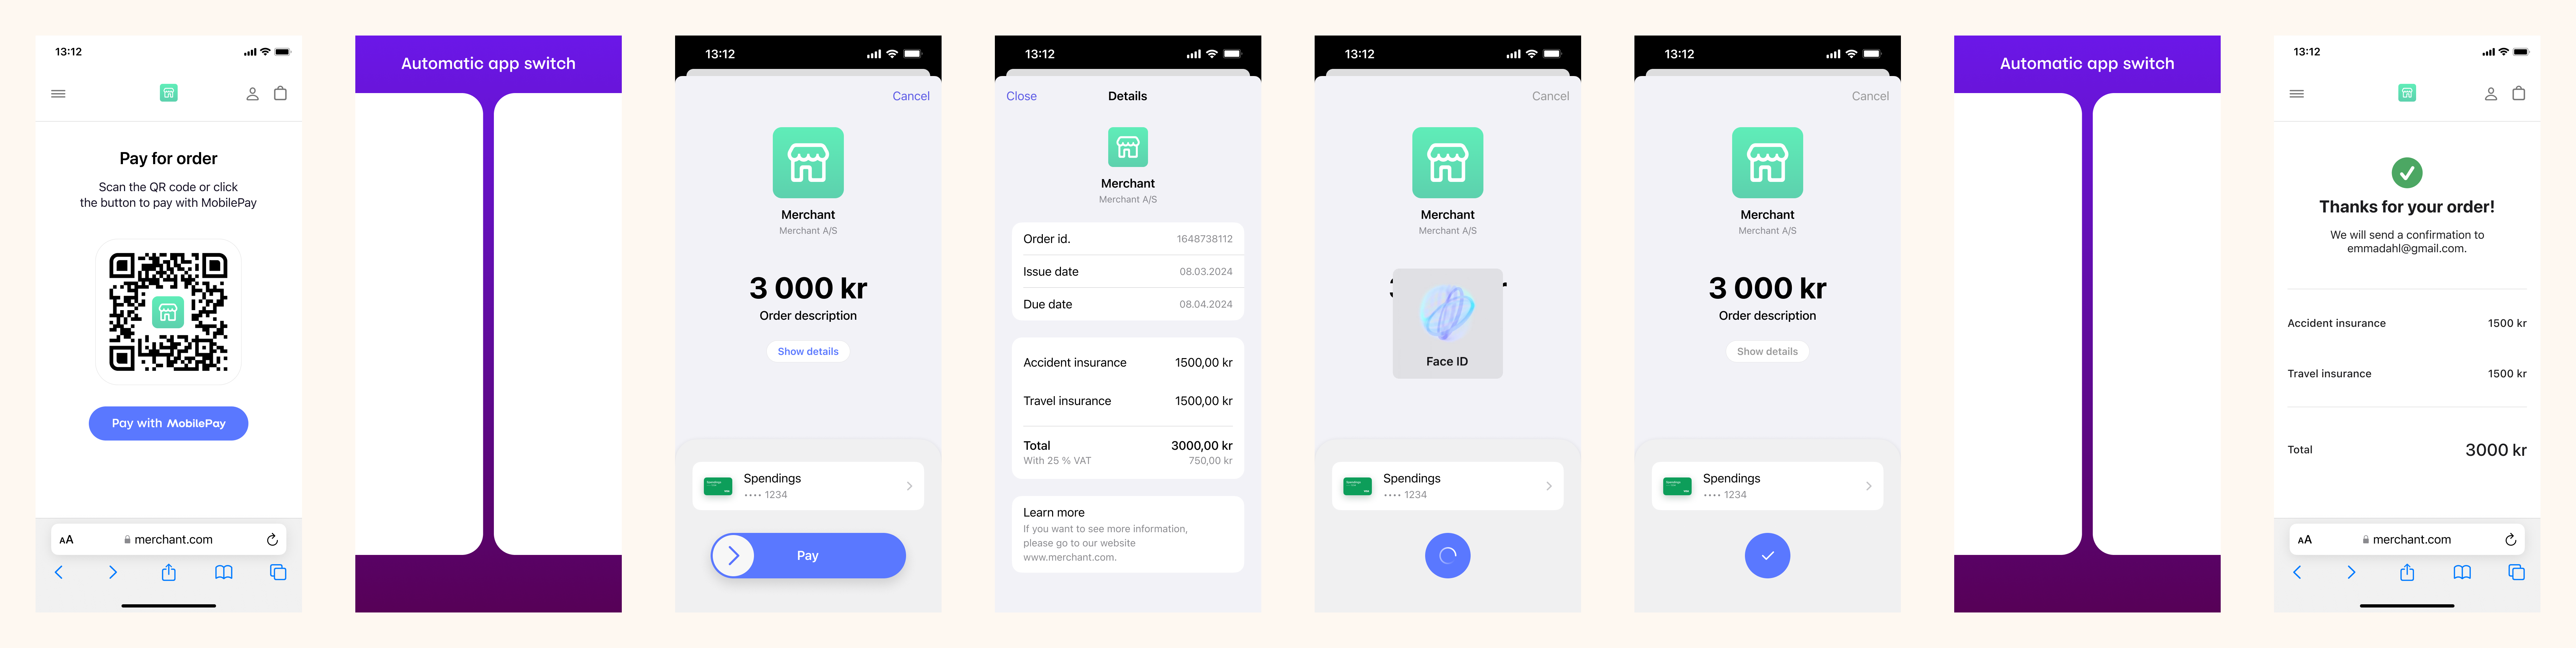 13:12
Pay for order
Scan the QR code or click
the button to pay with MobilePay
Pay with MobilePay
AA merchant.com
Automatic app switch
13:12
Cancel
Merchant
Merchant A/S
3 000 kr
Order description
Show details
Spendings
•••• 1234
Pay
13:12
Close Details
Merchant
Merchant A/S
Order id. 1648738112
Issue date 08.03.2024
Due date 08.04.2024
Accident insurance 1500,00 kr
Travel insurance 1500,00 kr
Total 3000,00 kr
With 25 % VAT 750,00 kr
Learn more
If you want to see more information,
please go to our website
www.merchant.com.
13:12
Cancel
Merchant
Merchant A/S
Face ID
Spendings
•••• 1234
13:12
Cancel
Merchant
Merchant A/S
3 000 kr
Order description
Show details
Spendings
•••• 1234
Automatic app switch
13:12
Thanks for your order!
We will send a confirmation to
emmadahl@gmail.com.
Accident insurance 1500 kr
Travel insurance 1500 kr
Total 3000 kr
AA merchant.com